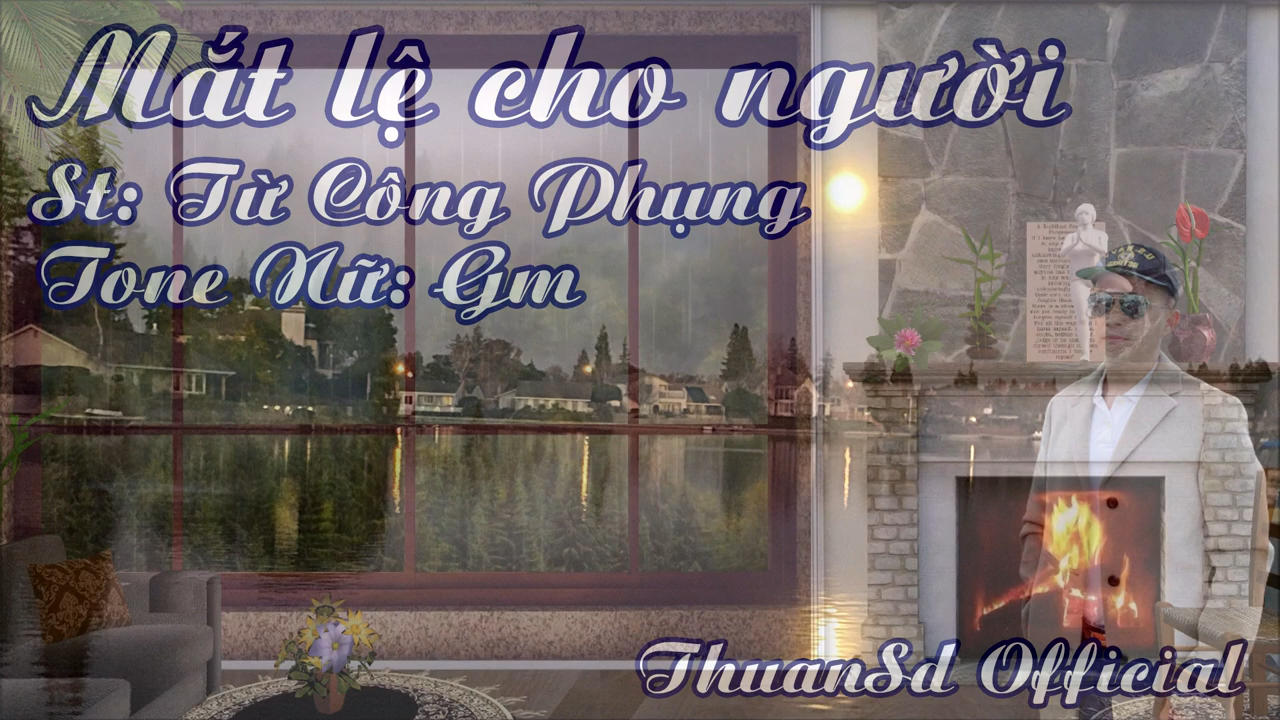 Mắt lệ cho người
St: Từ Công Phụng
Tone Nữ: Gm
ThuanSd Official